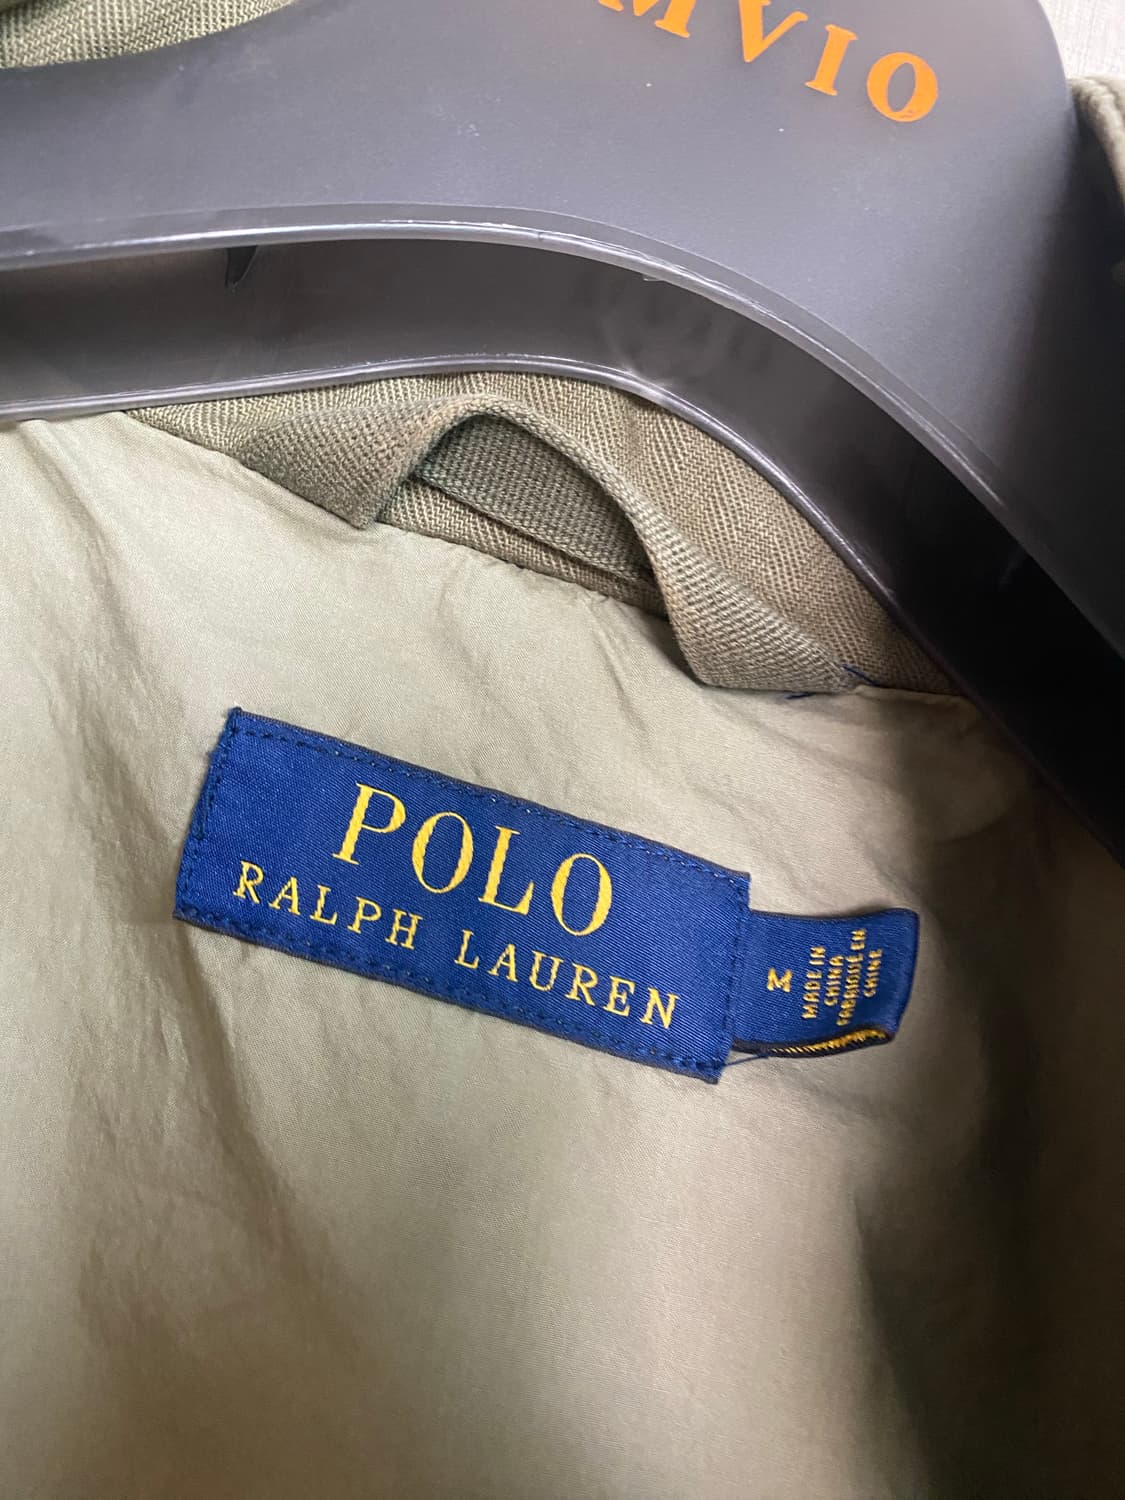 MVIO
POLO
RALPH LAUREN
M
MADE IN
CHINA
FABRIQUÉ EN
CHINE